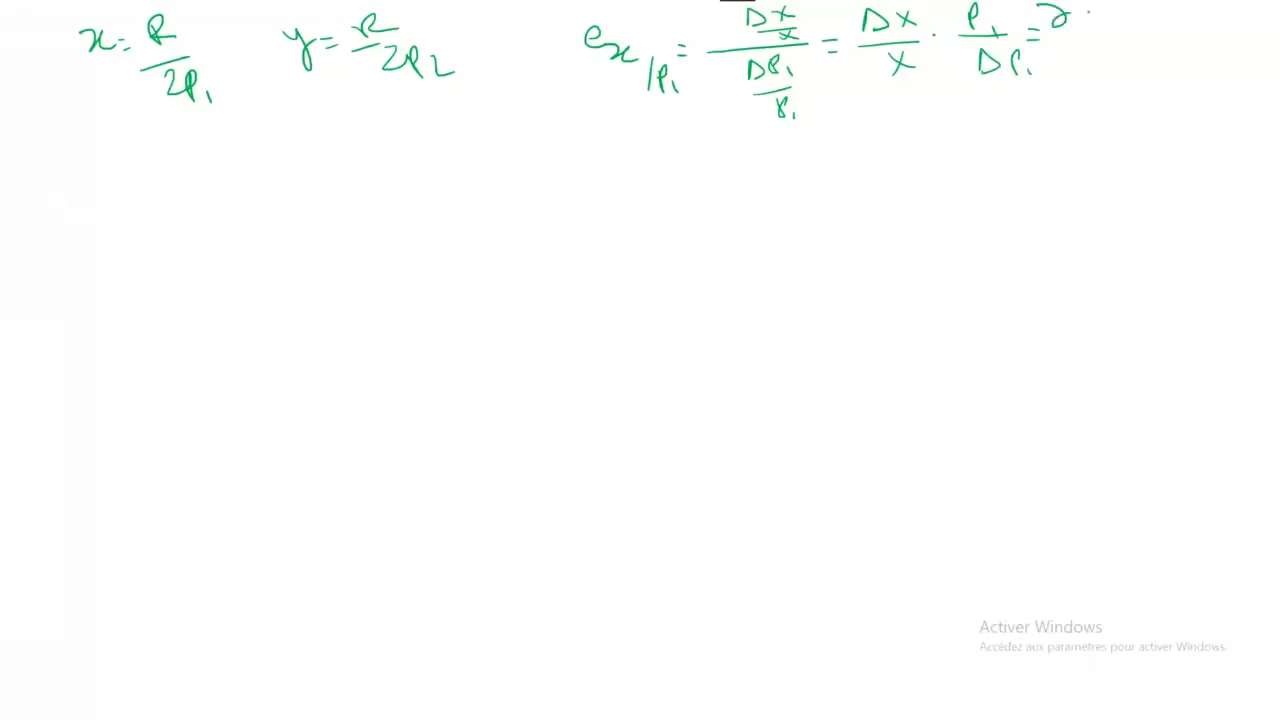 x = R / 2P₁ y = R / 2P2 eₓ/P₁ = (Δx/x) / (ΔP₁/P₁) = Δx/x · P₁/ΔP₁ = ∂
Activer Windows
Accédez aux paramètres pour activer Windows.